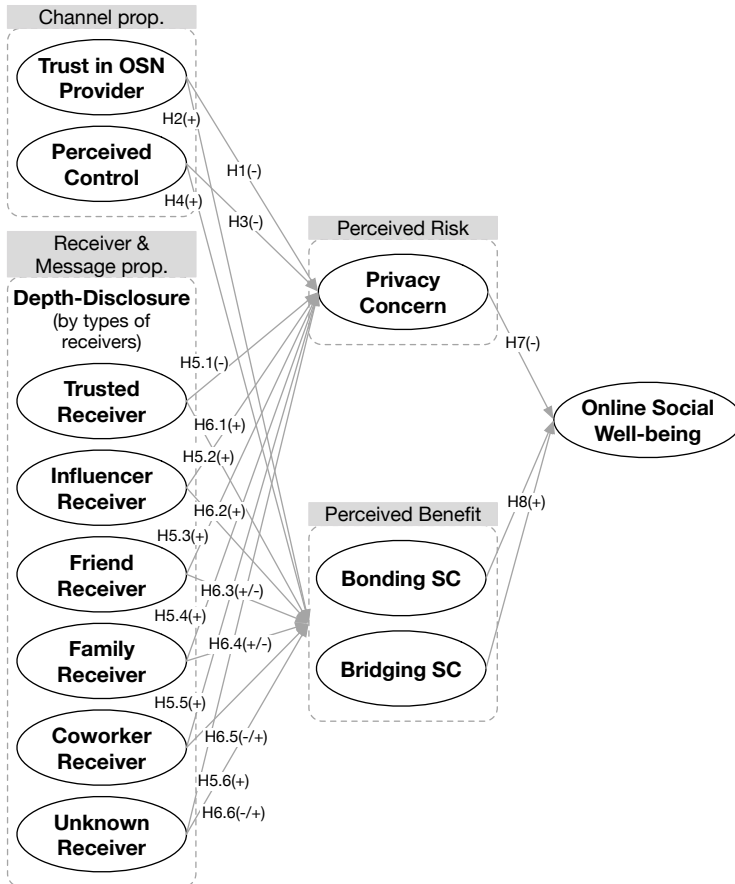 Channel prop.
Trust in OSN
Provider
H2(+)
Perceived
Control
H4(+)
H1(-)
H3(-)
Receiver &
Message prop.
Depth-Disclosure
(by types of
receivers)
Perceived Risk
Privacy
Concern
H7(-)
H5.1(-)
Trusted
Receiver
H6.1(+)
H5.2(+)
Online Social
Well-being
Influencer
Receiver
H6.2(+)
H8(+)
Perceived Benefit
H5.3(+)
Friend
Receiver
H6.3(+/-)
Bonding SC
H5.4(+)
Family
Receiver
H6.4(+/-)
Bridging SC
H5.5(+)
Coworker
Receiver
H6.5(-/+)
H5.6(+)
H6.6(-/+)
Unknown
Receiver